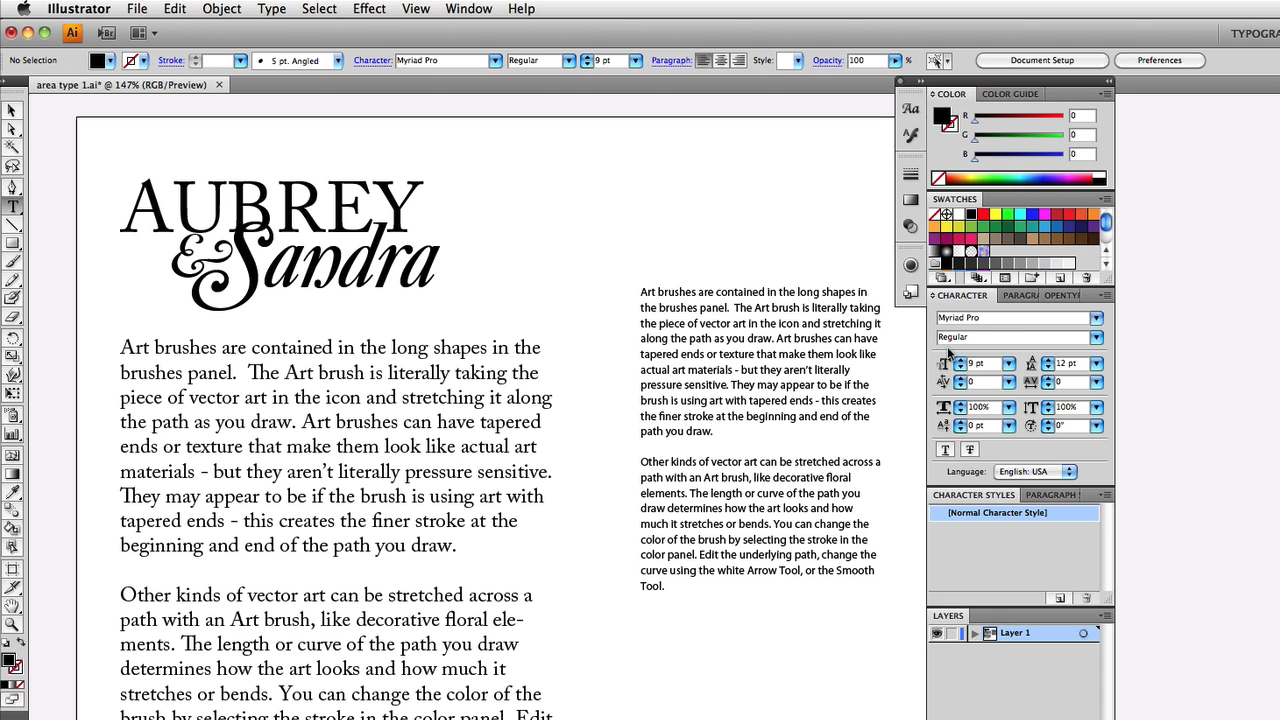 Illustrator File Edit Object Type Select Effect View Window Help
Ai Br TYPOGRA
No Selection Stroke: 5 pt. Angled Character: Myriad Pro Regular 9 pt Paragraph: Style: Opacity: 100 % Document Setup Preferences
area type 1.ai* @ 147% (RGB/Preview)
COLOR COLOR GUIDE
R 0
G 0
B 0
SWATCHES
CHARACTER PARAGRA OPENTY
Myriad Pro
Regular
9 pt 12 pt
0 0
100% 100%
0 pt 0°
T T
Language: English: USA
CHARACTER STYLES PARAGRAPH
[Normal Character Style]
LAYERS
Layer 1
AUBREY
& Sandra
Art brushes are contained in the long shapes in the
brushes panel. The Art brush is literally taking the
piece of vector art in the icon and stretching it along
the path as you draw. Art brushes can have tapered
ends or texture that make them look like actual art
materials - but they aren't literally pressure sensitive.
They may appear to be if the brush is using art with
tapered ends - this creates the finer stroke at the
beginning and end of the path you draw.
Other kinds of vector art can be stretched across a
path with an Art brush, like decorative floral ele-
ments. The length or curve of the path you draw
determines how the art looks and how much it
stretches or bends. You can change the color of the
brush by selecting the stroke in the color panel. Edit
Art brushes are contained in the long shapes in
the brushes panel. The Art brush is literally taking
the piece of vector art in the icon and stretching it
along the path as you draw. Art brushes can have
tapered ends or texture that make them look like
actual art materials - but they aren't literally
pressure sensitive. They may appear to be if the
brush is using art with tapered ends - this creates
the finer stroke at the beginning and end of the
path you draw.
Other kinds of vector art can be stretched across a
path with an Art brush, like decorative floral
elements. The length or curve of the path you
draw determines how the art looks and how
much it stretches or bends. You can change the
color of the brush by selecting the stroke in the
color panel. Edit the underlying path, change the
curve using the white Arrow Tool, or the Smooth
Tool.